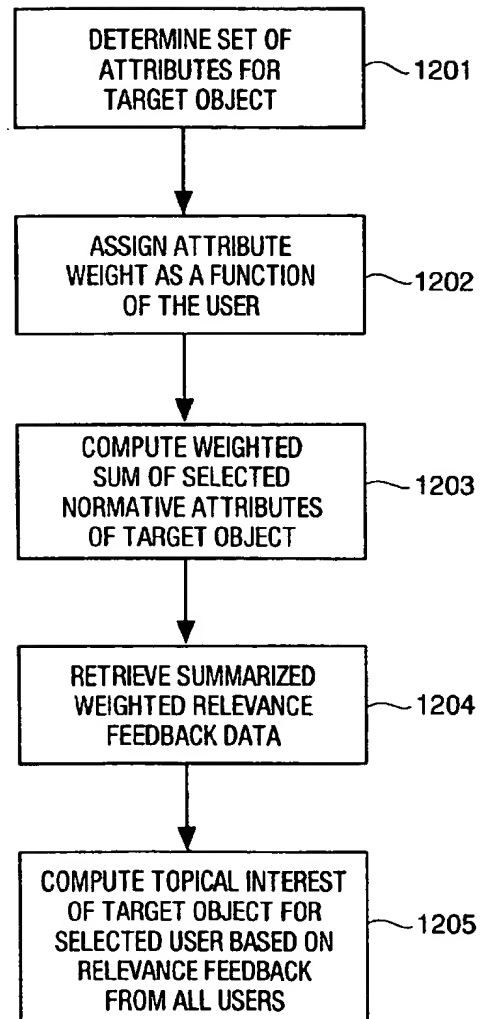 DETERMINE SET OF
ATTRIBUTES FOR
TARGET OBJECT
1201
ASSIGN ATTRIBUTE
WEIGHT AS A FUNCTION
OF THE USER
1202
COMPUTE WEIGHTED
SUM OF SELECTED
NORMATIVE ATTRIBUTES
OF TARGET OBJECT
1203
RETRIEVE SUMMARIZED
WEIGHTED RELEVANCE
FEEDBACK DATA
1204
COMPUTE TOPICAL INTEREST
OF TARGET OBJECT FOR
SELECTED USER BASED ON
RELEVANCE FEEDBACK
FROM ALL USERS
1205